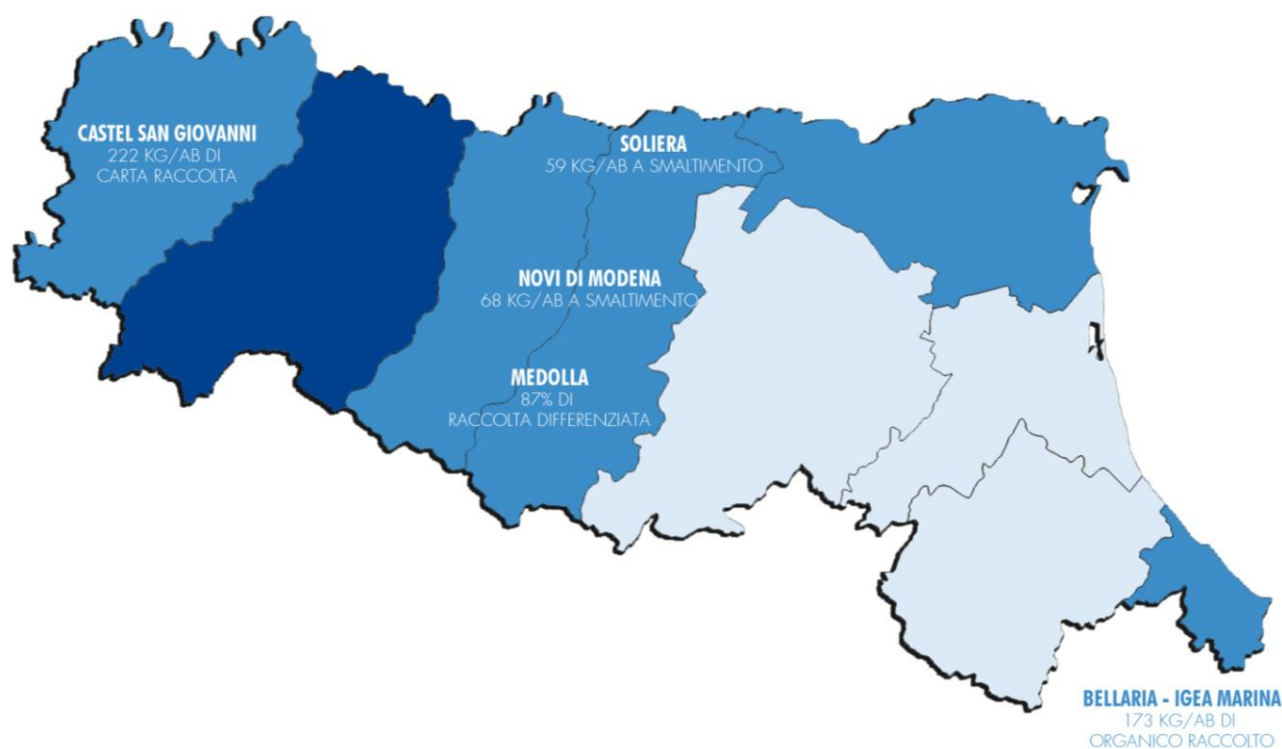 CASTEL SAN GIOVANNI
222 KG/AB DI
CARTA RACCOLTA
SOLIERA
59 KG/AB A SMALTIMENTO
NOVI DI MODENA
68 KG/AB A SMALTIMENTO
MEDOLLA
87% DI
RACCOLTA DIFFERENZIATA
BELLARIA - IGEA MARINA
173 KG/AB DI
ORGANICO RACCOLTO